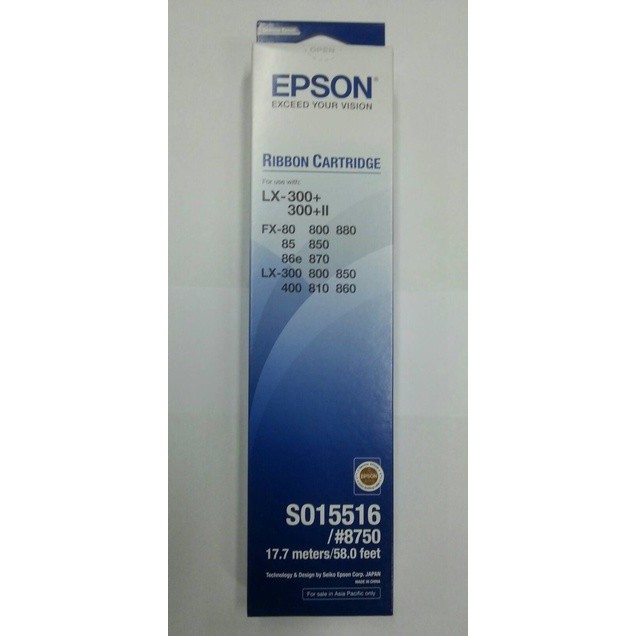 EPSON
EPSON®
EXCEED YOUR VISION
RIBBON CARTRIDGE
For use with:
LX-300+
300+II
FX-80 800 880
85 850
86e 870
LX-300 800 850
400 810 860
EPSON
S015516
/#8750
17.7 meters/58.0 feet
Technology & Design by Seiko Epson Corp. JAPAN
MADE IN CHINA
For sale in Asia Pacific only